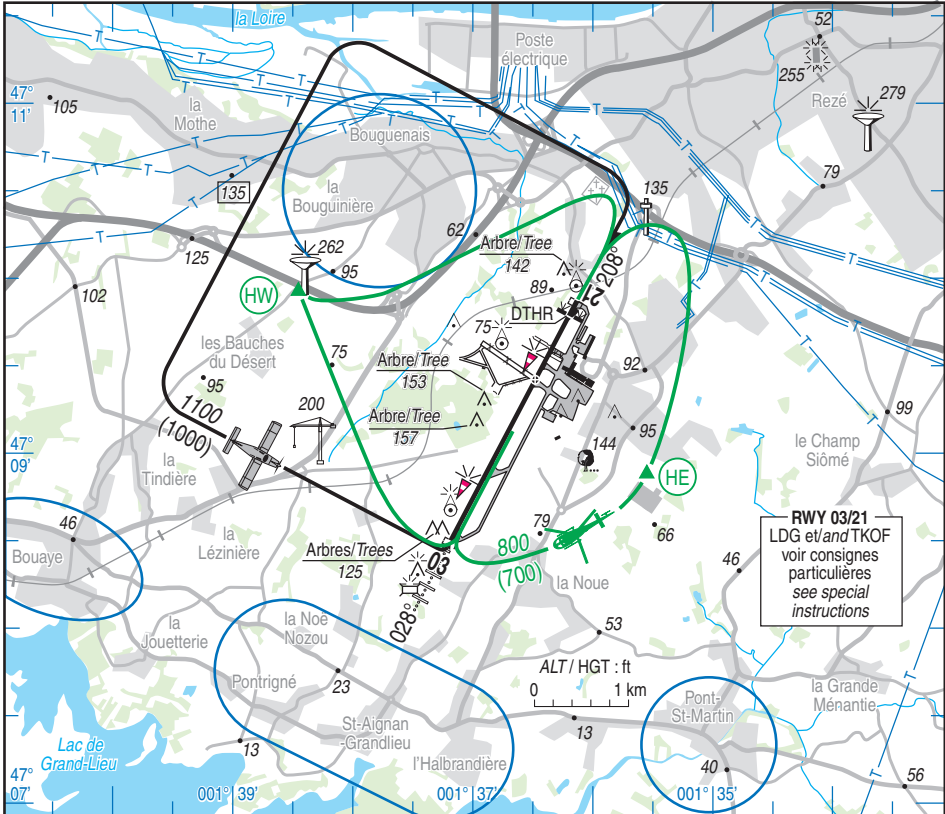 la Loire
Poste
électrique
52
255
Rezé
279
47°
11'
105
la
Mothe
Bouguenais
79
135
la
Bouguinière
135
62
Arbre/Tree
142
125
262
95
HW
102
89
21
208°
DTHR
les Bauches
du Désert
75
75
Arbre/Tree
153
92
95
1100
(1000)
200
Arbre/Tree
157
95
99
47°
09'
la
Tindière
144
le Champ
Siômé
HE
46
Bouaye
la
Lézinière
Arbres/Trees
125
03
79
800
(700)
66
RWY 03/21
LDG et/and TKOF
voir consignes
particulières
see special
instructions
46
la Noue
028°
la
Jouetterie
la Noë
Nozou
53
Pontrigné
23
ALT / HGT : ft
0 1 km
Pont-
St-Martin
la Grande
Ménantie
St-Aignan
-Grandlieu
13
13
l'Halbrandière
Lac de
Grand-Lieu
40
56
47°
07'
001° 39'
001° 37'
001° 35'
T
T
T
T
T
T
T
T
T
T
T
T
T
T